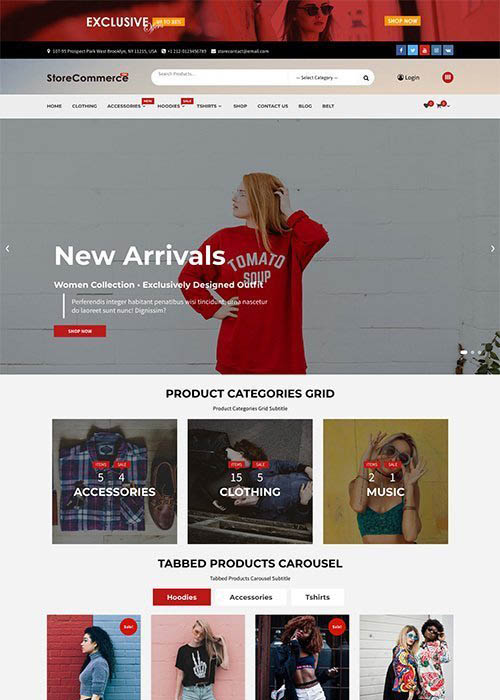 EXCLUSIVE
Open
UP TO 50%
SHOP NOW
107-95 Prospect Park West Brooklyn, NY 11215, USA
+1 212-0123456789
storecontact@email.com
StoreCommerce
Search Products...
-- Select Category --
Login
HOME
CLOTHING
ACCESSORIES
NEW
HOODIES
SALE
TSHIRTS
SHOP
CONTACT US
BLOG
BELT
TOMATO
SOUP
New Arrivals
Women Collection - Exclusively Designed Outfit
Perferendis integer habitant penatibus wisi tincidunt, urna nascetur
do laoreet sunt nunc! Dignissim?
SHOP NOW
PRODUCT CATEGORIES GRID
Product Categories Grid Subtitle
ITEMS SALE
5 4
ACCESSORIES
ITEMS SALE
15 5
CLOTHING
ITEMS SALE
2 1
MUSIC
TABBED PRODUCTS CAROUSEL
Tabbed Products Carousel Subtitle
Hoodies
Accessories
Tshirts
Sale!
Sale!